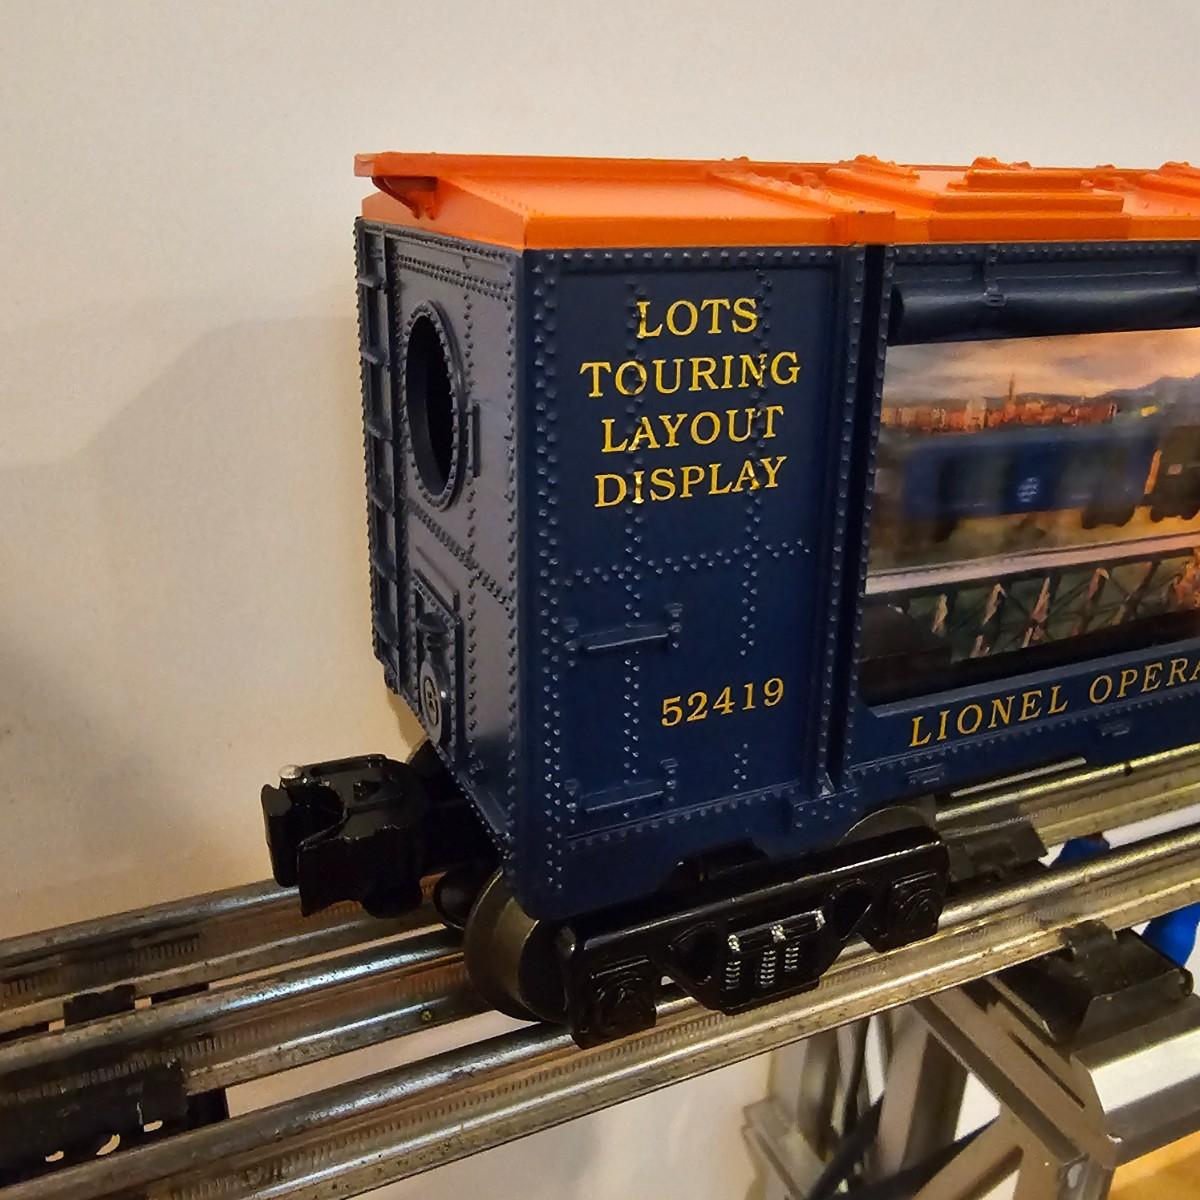 LOTS
TOURING
LAYOUT
DISPLAY
52419
LIONEL OPERA